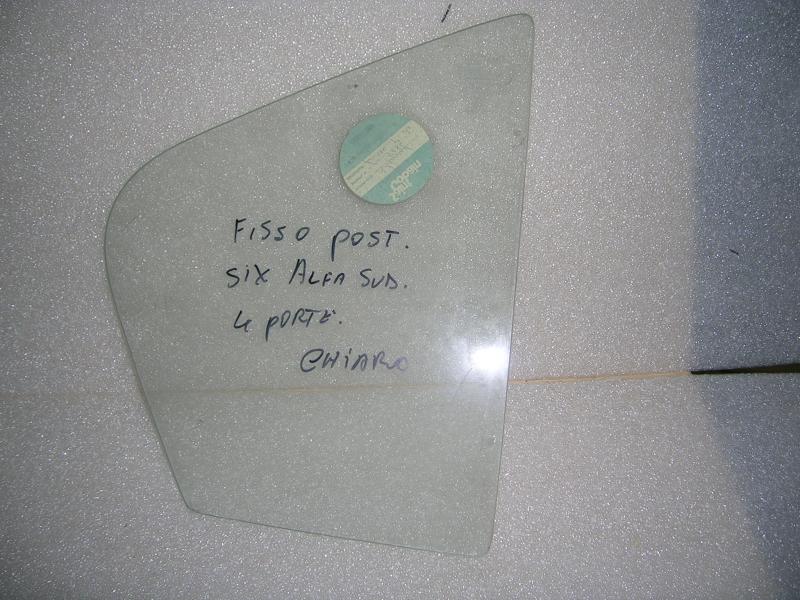 FISSO POST.
SIX ALFA SUD.
4 PORTE.
CHIARO